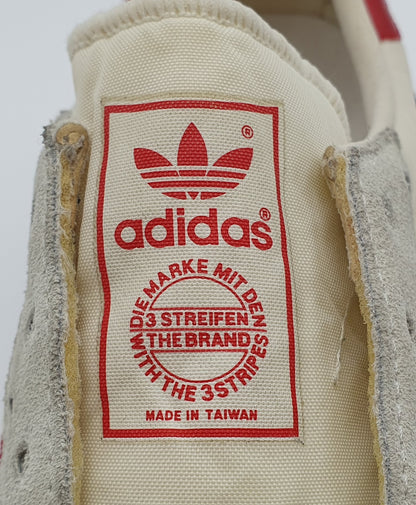 ®
adidas®
DIE MARKE MIT DEN
3 STREIFEN
THE BRAND
WITH THE 3 STRIPES
MADE IN TAIWAN